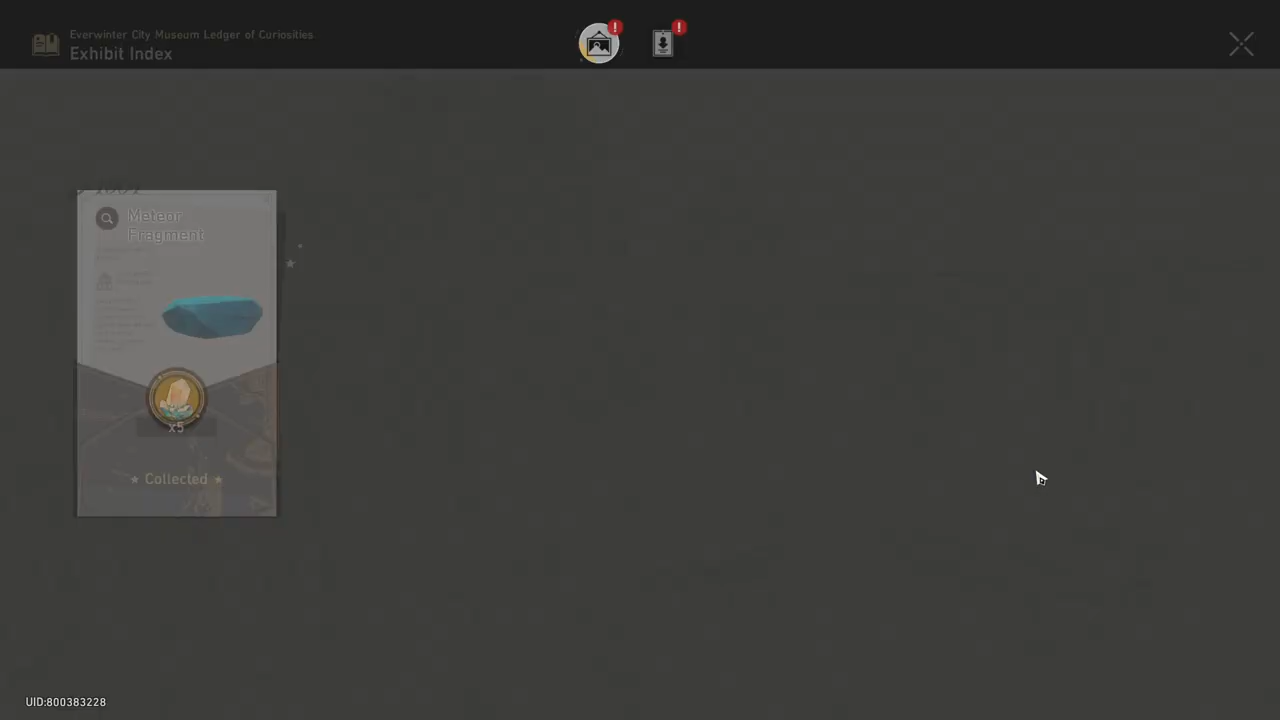 Everwinter City Museum Ledger of Curiosities
Exhibit Index
!
!
Meteor
Fragment
x5
★ Collected ★
UID:800383228